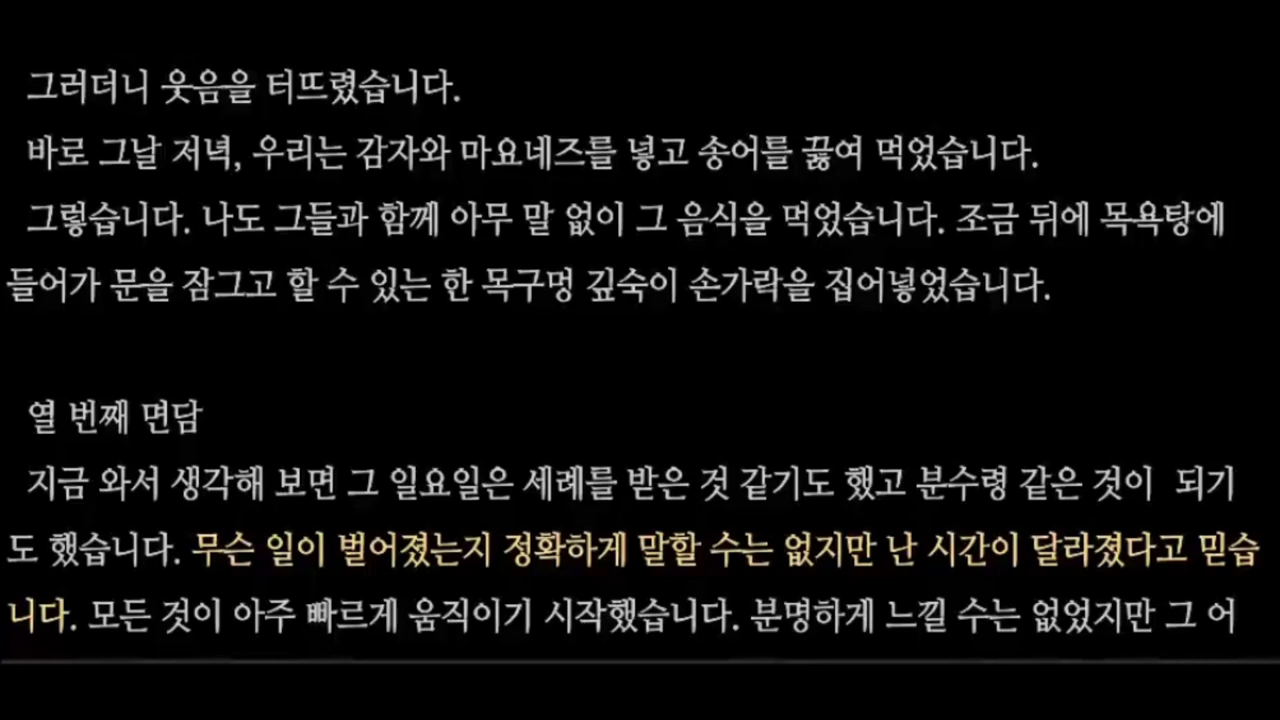 그러더니 웃음을 터뜨렸습니다.
바로 그날 저녁, 우리는 감자와 마요네즈를 넣고 송어를 끓여 먹었습니다.
그렇습니다. 나도 그들과 함께 아무 말 없이 그 음식을 먹었습니다. 조금 뒤에 목욕탕에
들어가 문을 잠그고 할 수 있는 한 목구멍 깊숙이 손가락을 집어넣었습니다.
열 번째 면담
지금 와서 생각해 보면 그 일요일은 세례를 받은 것 같기도 했고 분수령 같은 것이 되기
도 했습니다. 무슨 일이 벌어졌는지 정확하게 말할 수는 없지만 난 시간이 달라졌다고 믿습
니다. 모든 것이 아주 빠르게 움직이기 시작했습니다. 분명하게 느낄 수는 없었지만 그 어